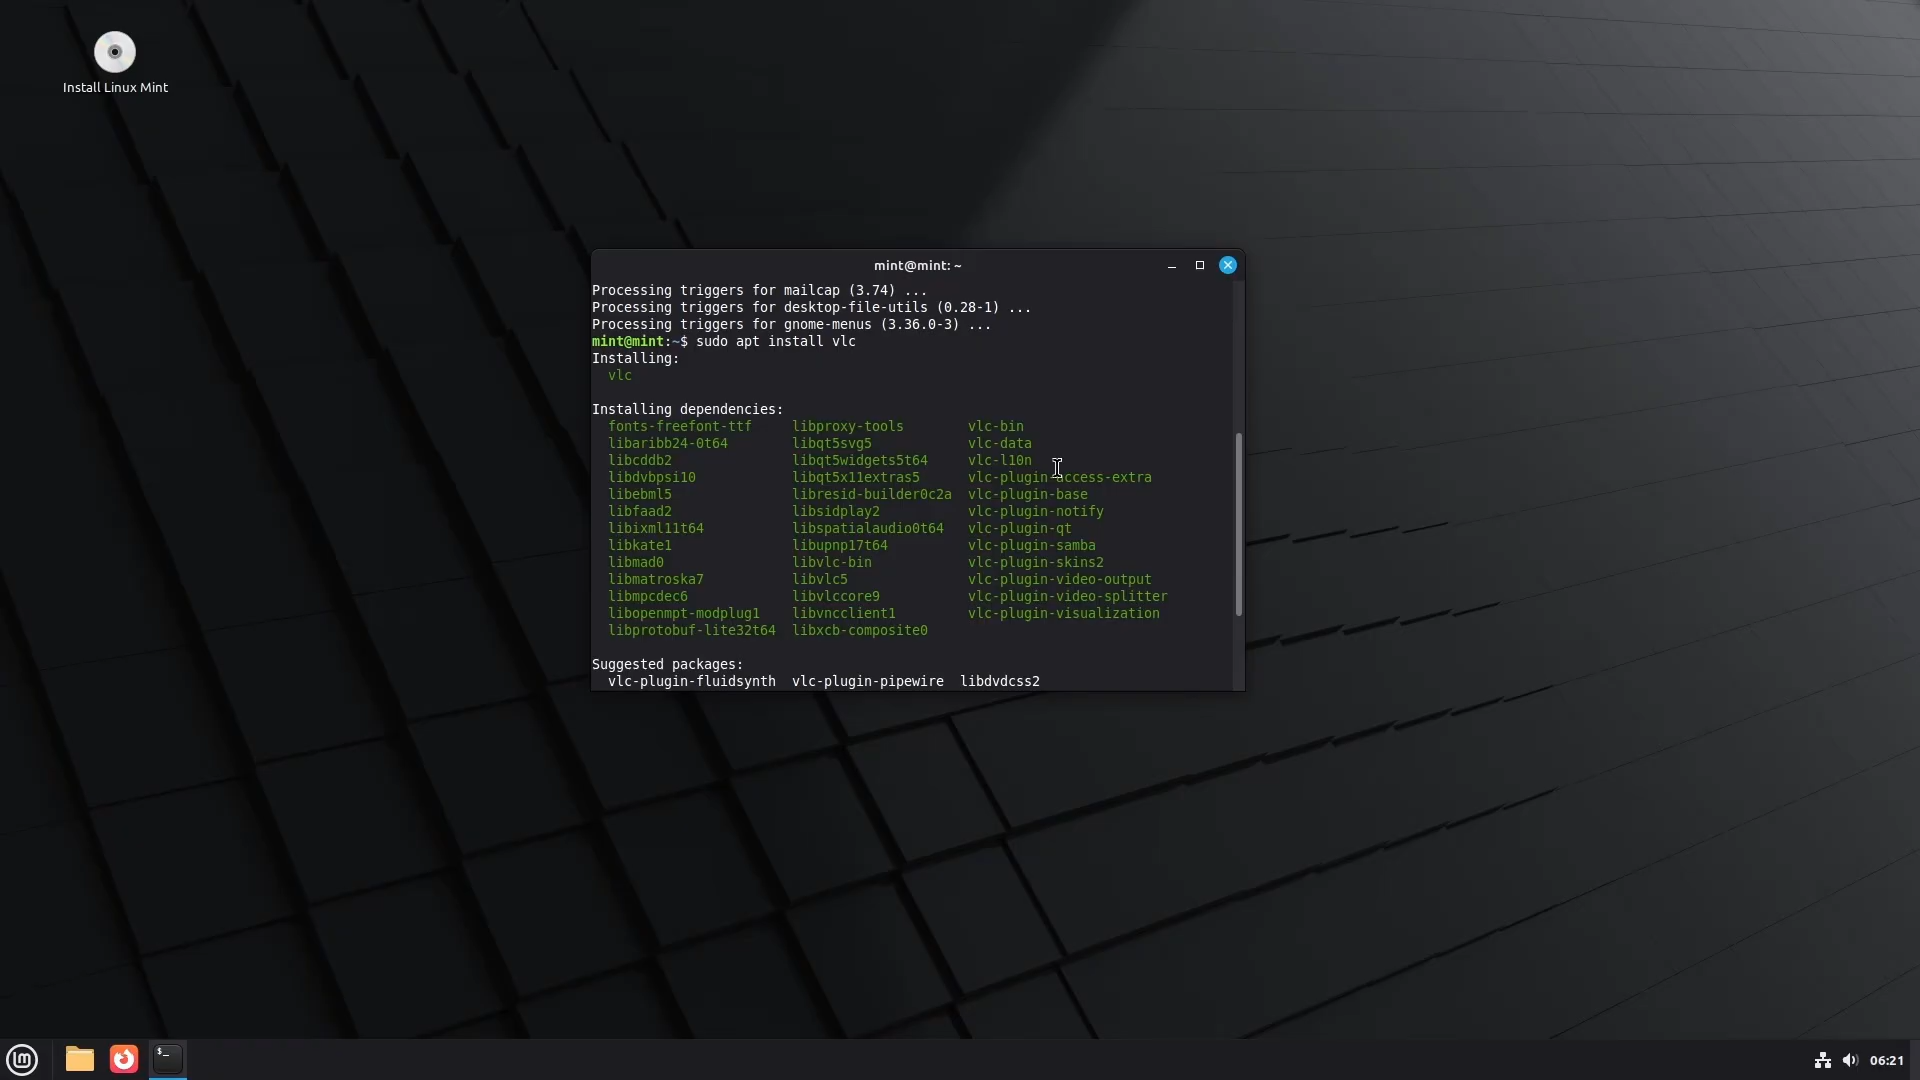 Install Linux Mint
mint@mint: ~
Processing triggers for mailcap (3.74) ...
Processing triggers for desktop-file-utils (0.28-1) ...
Processing triggers for gnome-menus (3.36.0-3) ...
mint@mint:~$ sudo apt install vlc
Installing:
vlc
Installing dependencies:
fonts-freefont-ttf libproxy-tools vlc-bin
libaribb24-0t64 libqt5svg5 vlc-data
libcddb2 libqt5widgets5t64 vlc-l10n
libdvbpsi10 libqt5x11extras5 vlc-plugin-access-extra
libebml5 libresid-builder0c2a vlc-plugin-base
libfaad2 libsidplay2 vlc-plugin-notify
libixml11t64 libspatialaudio0t64 vlc-plugin-qt
libkate1 libupnp17t64 vlc-plugin-samba
libmad0 libvlc-bin vlc-plugin-skins2
libmatroska7 libvlc5 vlc-plugin-video-output
libmpcdec6 libvlccore9 vlc-plugin-video-splitter
libopenmpt-modplug1 libvncclient1 vlc-plugin-visualization
libprotobuf-lite32t64 libxcb-composite0
Suggested packages:
vlc-plugin-fluidsynth vlc-plugin-pipewire libdvdcss2
$_
06:21